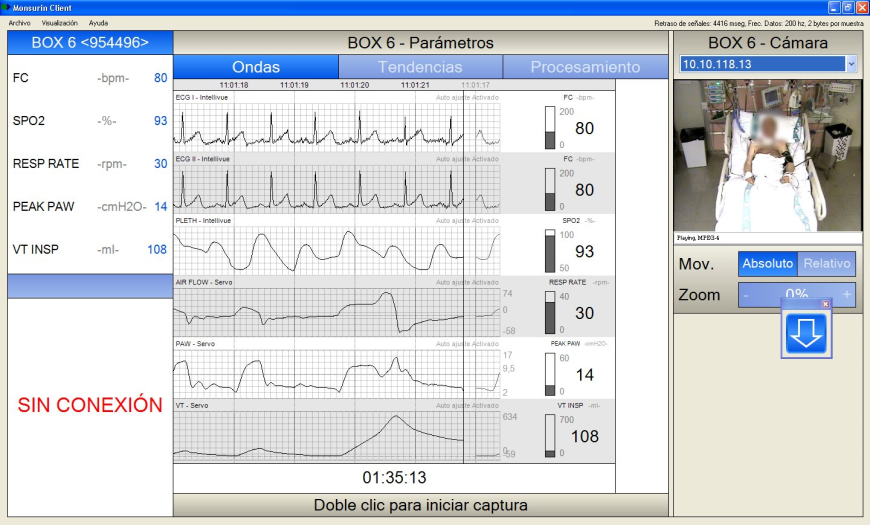 Monsurin Client
Archivo Visualización Ayuda
Retraso de señales: 4416 mseg, Frec. Datos: 200 hz, 2 bytes por muestra
BOX 6 <954496>
FC -bpm- 80
SPO2 -%- 93
RESP RATE -rpm- 30
PEAK PAW -cmH2O- 14
VT INSP -ml- 108
SIN CONEXIÓN
BOX 6 - Parámetros
Ondas Tendencias Procesamiento
11:01:18 11:01:19 11:01:20 11:01:21 11:01:17
ECG I - Intellivue Auto ajuste Activado FC -bpm-
200
80
0
ECG II - Intellivue Auto ajuste Activado FC -bpm-
200
80
0
PLETH - Intellivue Auto ajuste Activado SPO2 -%-
100
93
50
AIR FLOW - Servo Auto ajuste Activado RESP RATE -rpm-
74 40
0 30
-58 0
PAW - Servo Auto ajuste Activado PEAK PAW -cmH2O-
17 60
9,5 14
2 0
VT - Servo Auto ajuste Activado VT INSP -ml-
634 700
108
-59 0
01:35:13
Doble clic para iniciar captura
BOX 6 - Cámara
10.10.118.13
Playing, MPEG-4
Mov. Absoluto Relativo
Zoom - 0% +